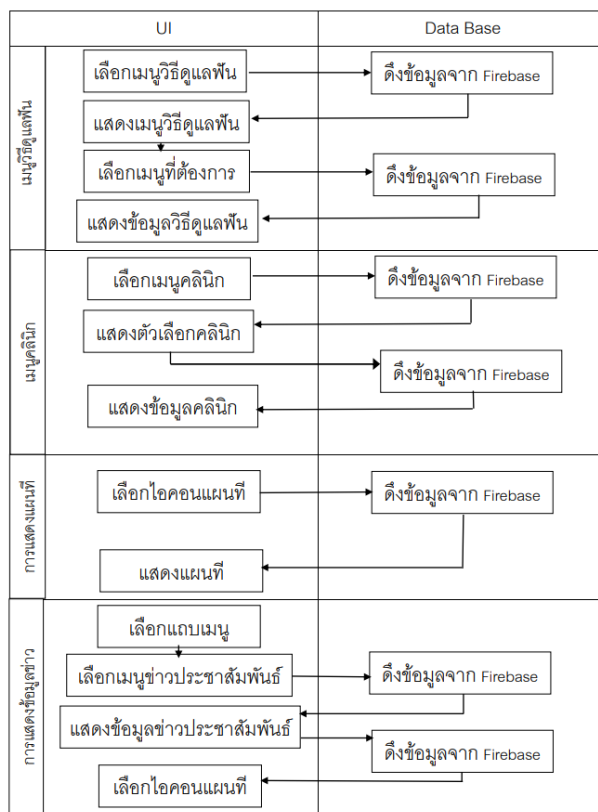 UI
Data Base
เมนูวิธีดูแลฟัน
เลือกเมนูวิธีดูแลฟัน
ดึงข้อมูลจาก Firebase
แสดงเมนูวิธีดูแลฟัน
เลือกเมนูที่ต้องการ
ดึงข้อมูลจาก Firebase
แสดงข้อมูลวิธีดูแลฟัน
เมนูคลินิก
เลือกเมนูคลินิก
ดึงข้อมูลจาก Firebase
แสดงตัวเลือกคลินิก
ดึงข้อมูลจาก Firebase
แสดงข้อมูลคลินิก
การแสดงแผนที่
เลือกไอคอนแผนที่
ดึงข้อมูลจาก Firebase
แสดงแผนที่
การแสดงข้อมูลข่าว
เลือกแถบเมนู
เลือกเมนูข่าวประชาสัมพันธ์
ดึงข้อมูลจาก Firebase
แสดงข้อมูลข่าวประชาสัมพันธ์
ดึงข้อมูลจาก Firebase
เลือกไอคอนแผนที่